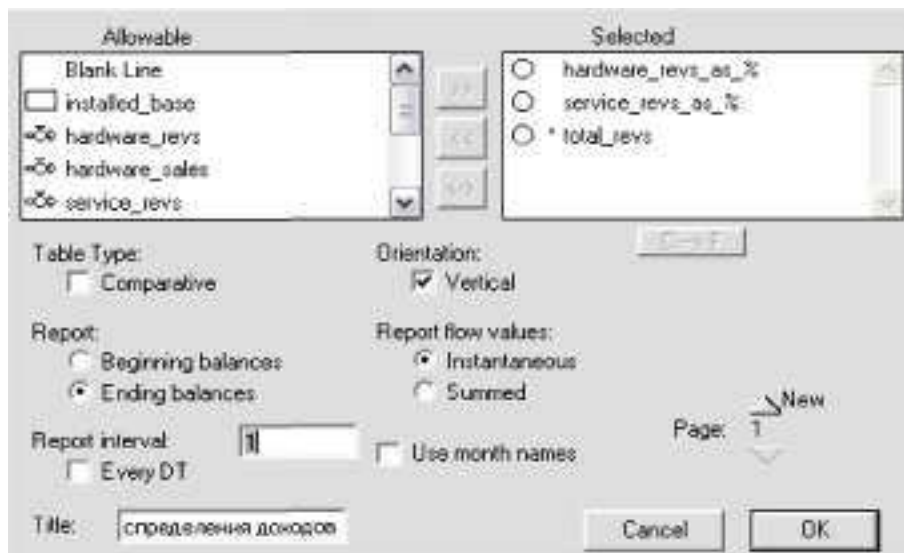 Allowable
Selected
Blank Line
installed_base
hardware_revs
hardware_sales
service_revs
>>
<<
hardware_revs_as_%
service_revs_as_%
* total_revs
Table Type:
Comparative
Orientation:
Vertical
Report:
Beginning balances
Ending balances
Report flow values:
Instantaneous
Summed
Report interval:
1
Every DT
Use month names
Page: 1
New
Title:
спределения доходов
Cancel
OK